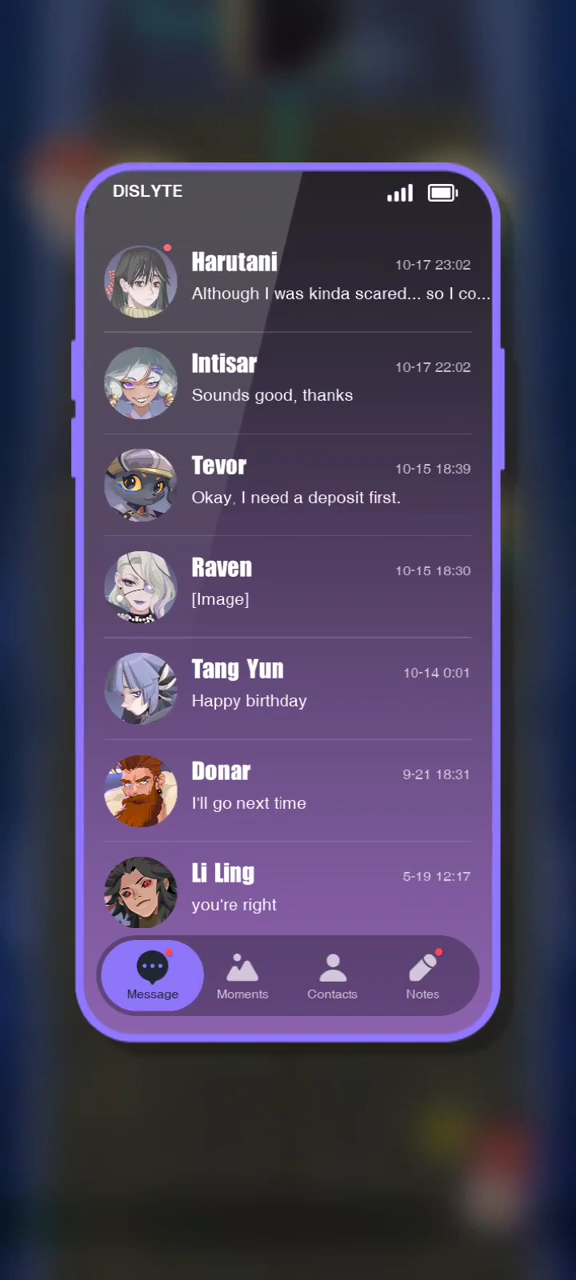 DISLYTE
Harutani 10-17 23:02
Although I was kinda scared... so I co...
Intisar 10-17 22:02
Sounds good, thanks
Tevor 10-15 18:39
Okay, I need a deposit first.
Raven 10-15 18:30
[Image]
Tang Yun 10-14 0:01
Happy birthday
Donar 9-21 18:31
I'll go next time
Li Ling 5-19 12:17
you're right
Message Moments Contacts Notes